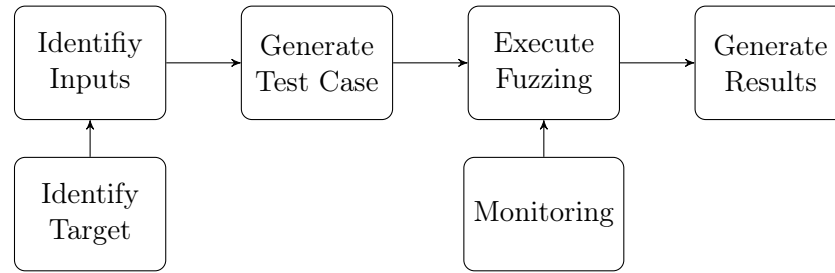 Identifiy
Inputs
Generate
Test Case
Execute
Fuzzing
Generate
Results
Identify
Target
Monitoring